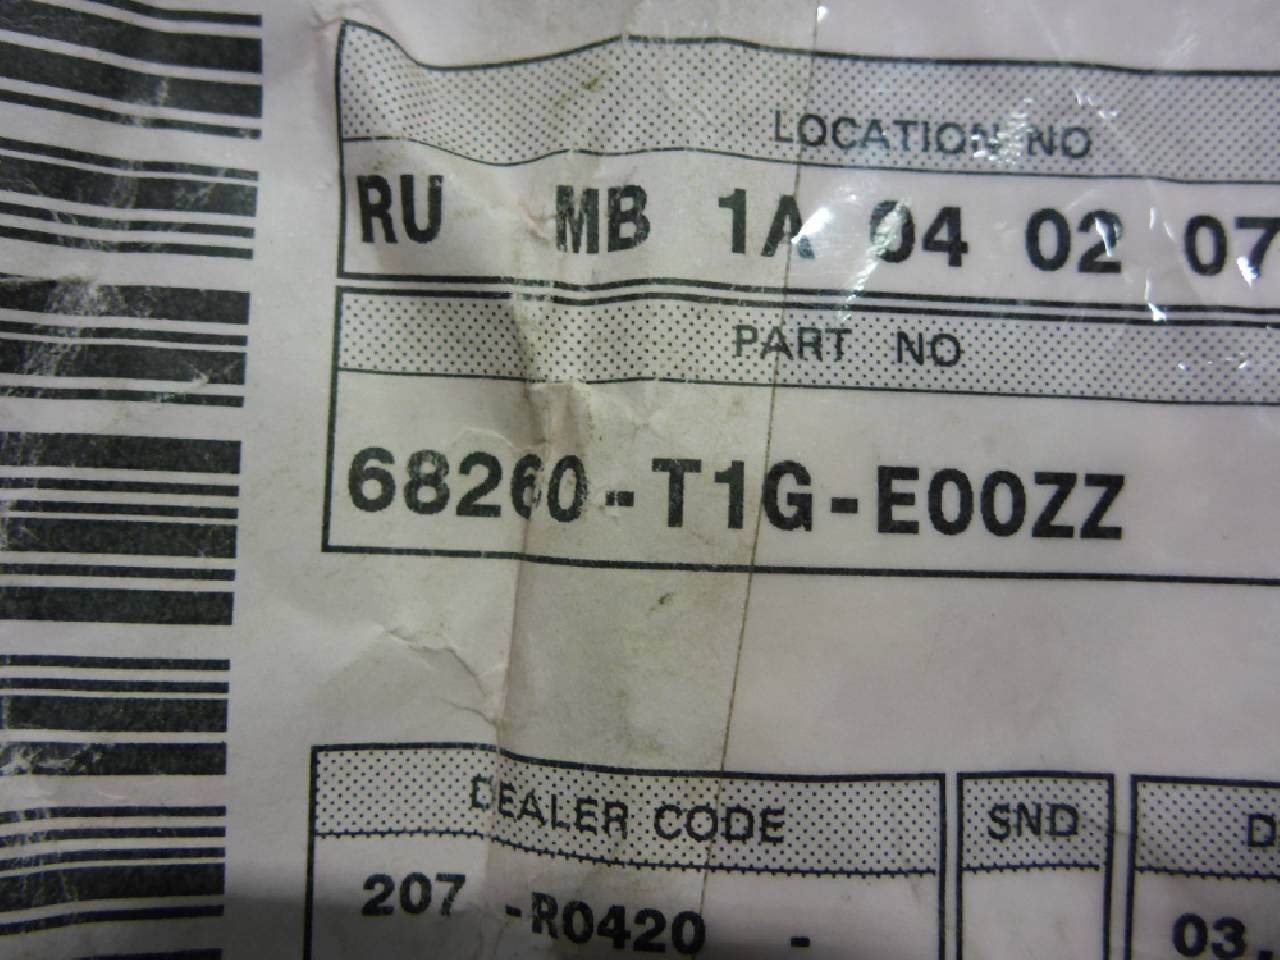 LOCATION NO
RU MB 1A 04 02 07
PART NO
68260-T1G-E00ZZ
DEALER CODE SND
207 -R0420 - 03.